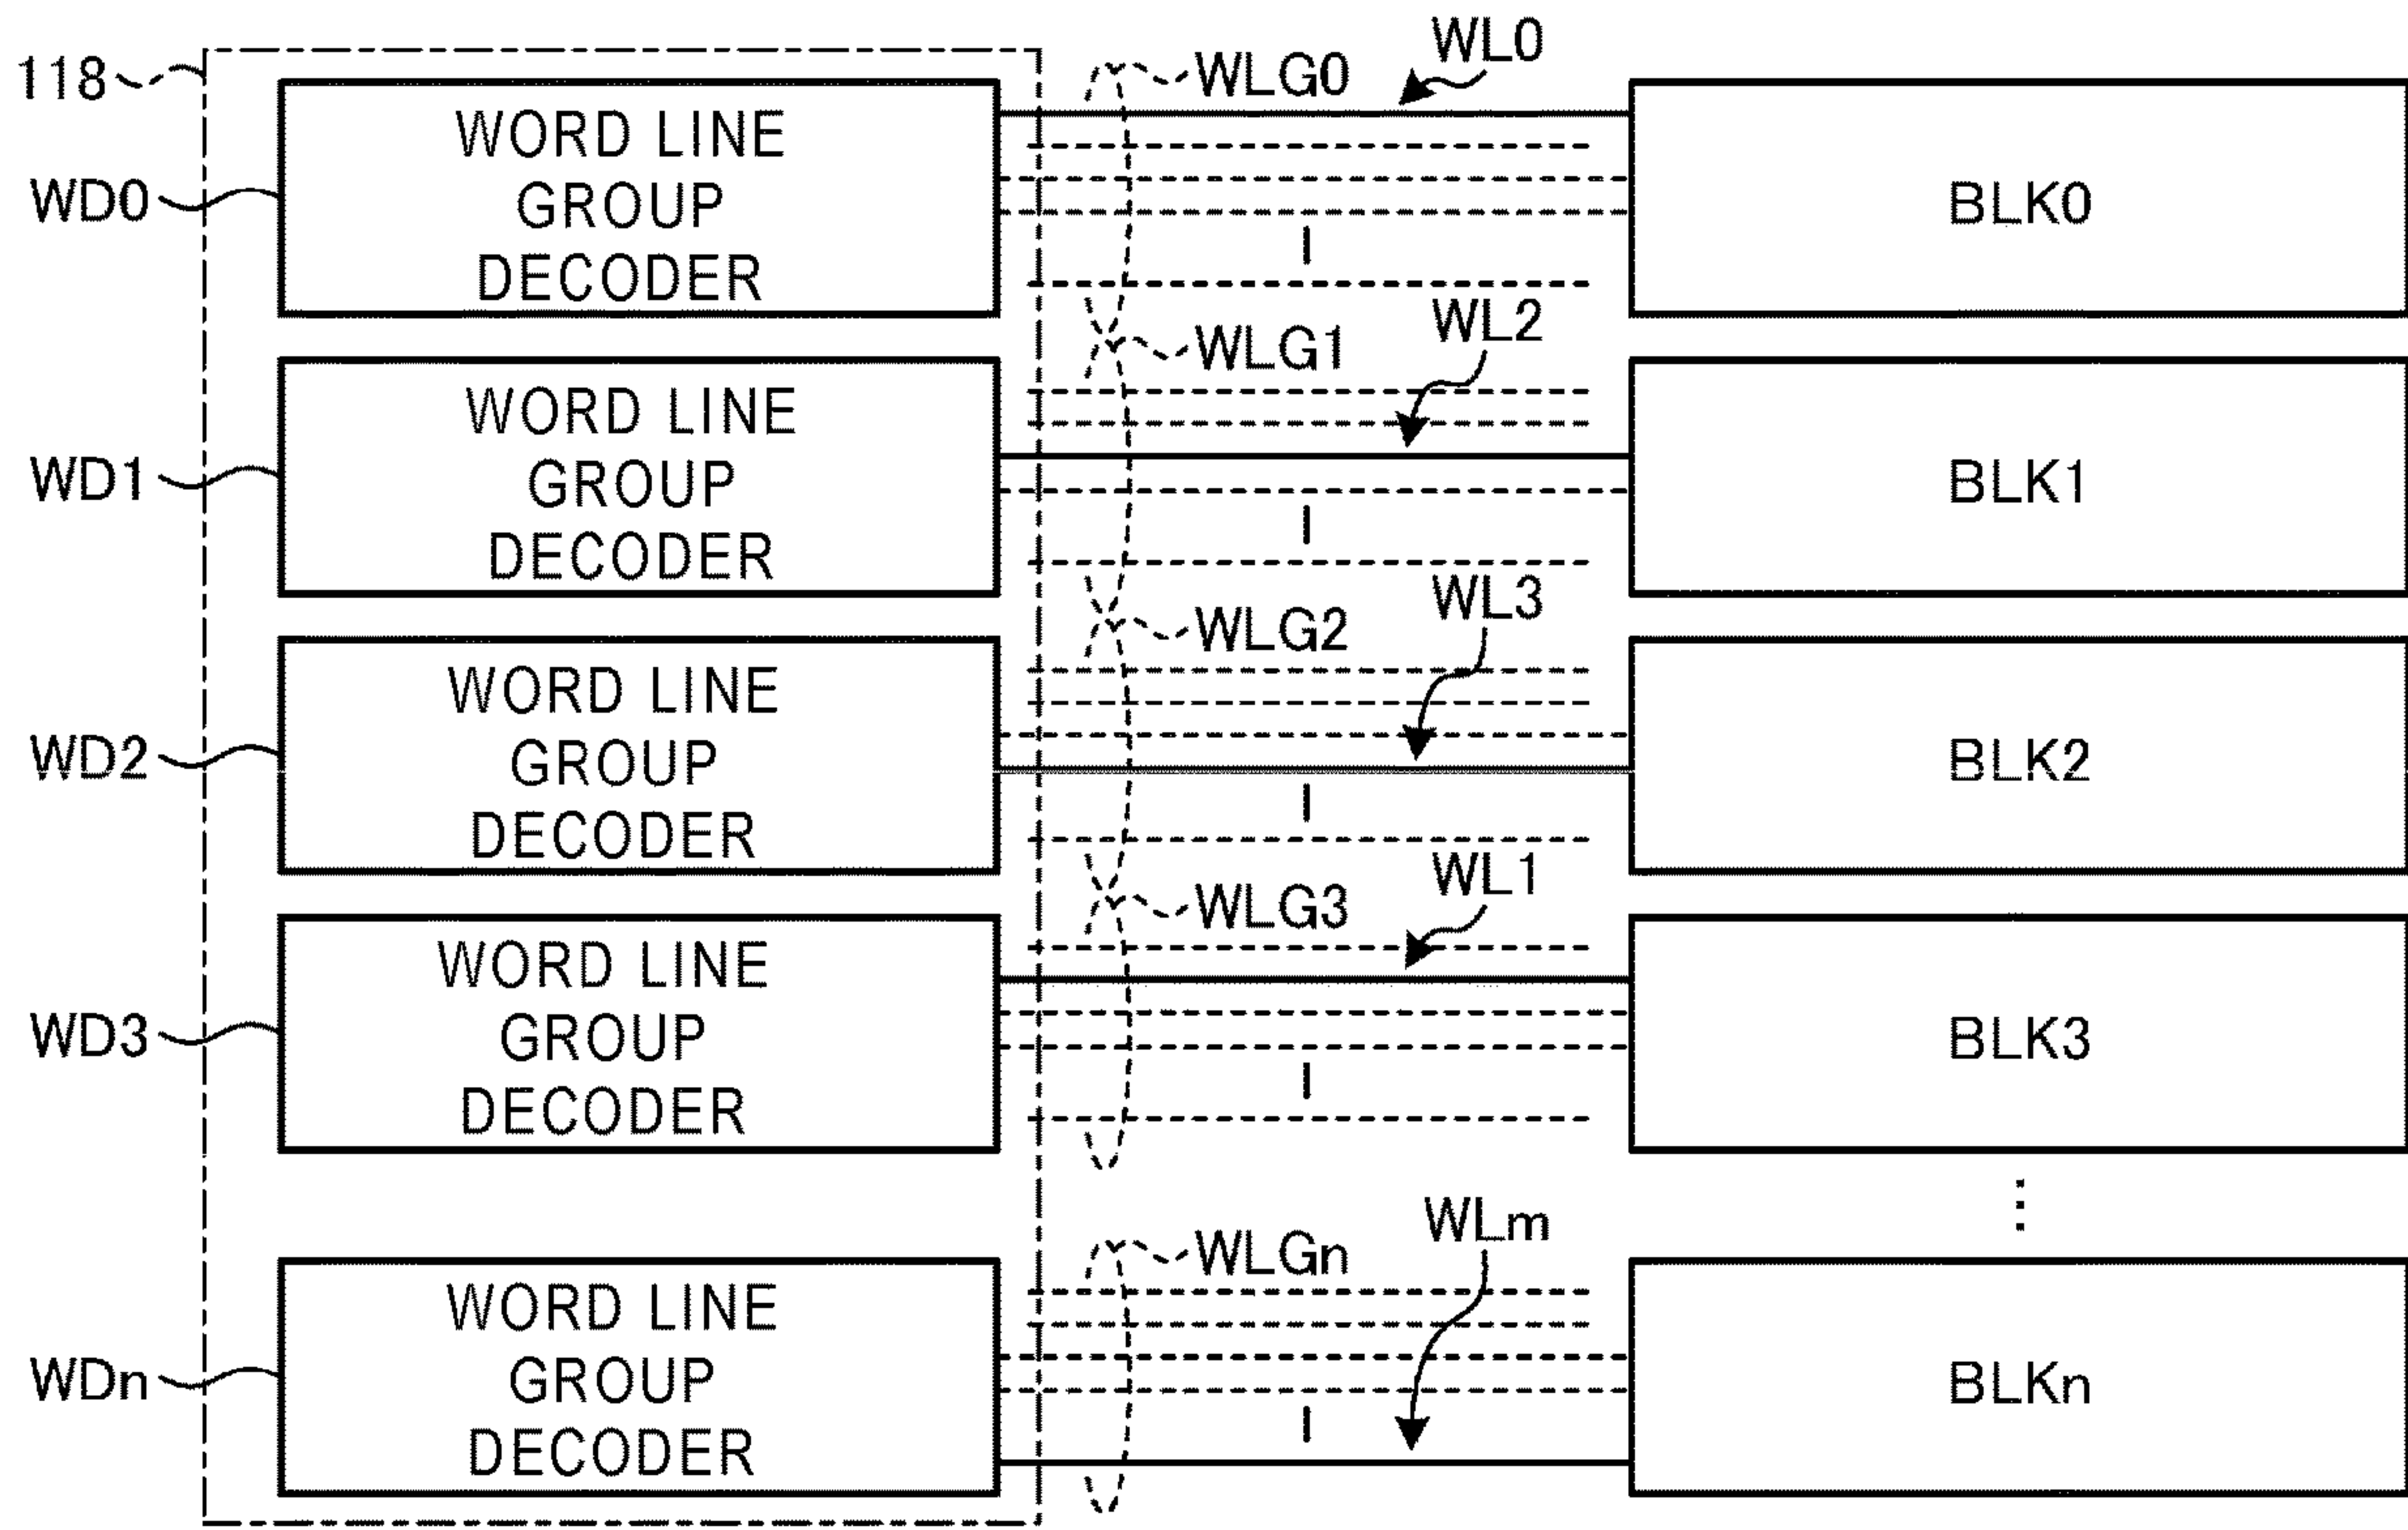 118
WLG0
WL0
WORD LINE
GROUP
DECODER
WD0
BLK0
WLG1
WL2
WORD LINE
GROUP
DECODER
WD1
BLK1
WLG2
WL3
WORD LINE
GROUP
DECODER
WD2
BLK2
WLG3
WL1
WORD LINE
GROUP
DECODER
WD3
BLK3
WLGn
WLm
WORD LINE
GROUP
DECODER
WDn
BLKn